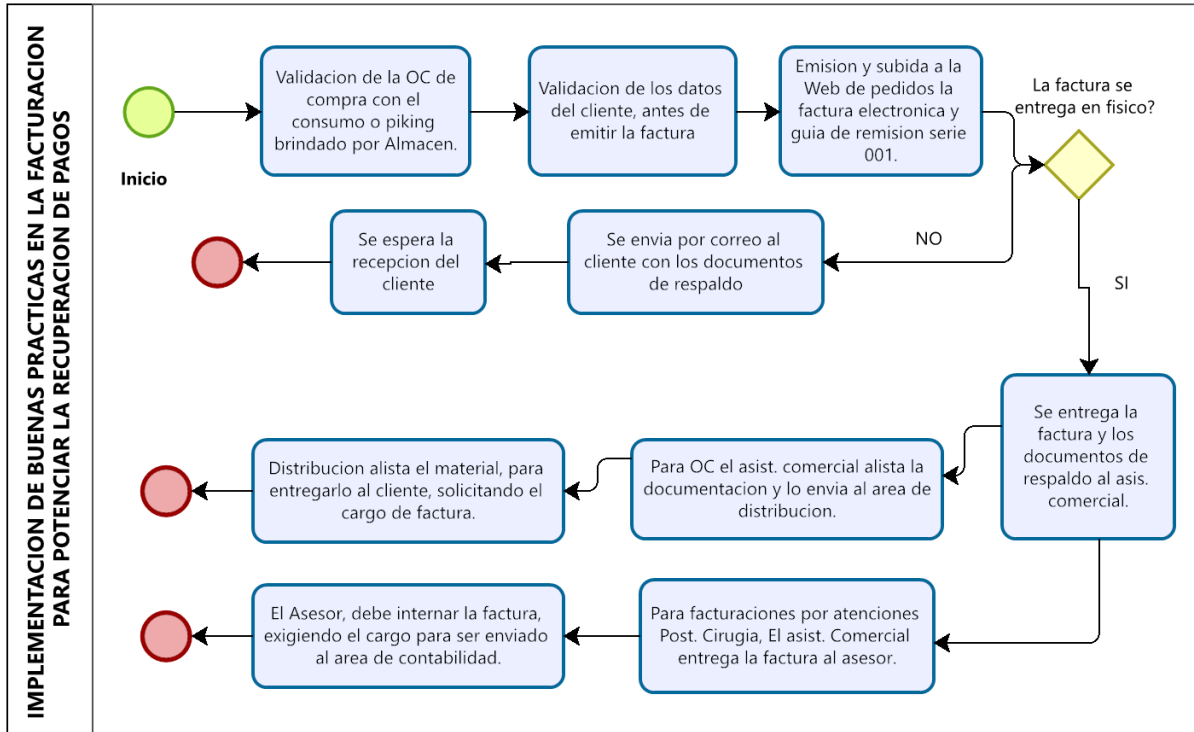 IMPLEMENTACION DE BUENAS PRACTICAS EN LA FACTURACION
PARA POTENCIAR LA RECUPERACION DE PAGOS
Inicio
Validacion de la OC de
compra con el
consumo o piking
brindado por Almacen.
Validacion de los datos
del cliente, antes de
emitir la factura
Emision y subida a la
Web de pedidos la
factura electronica y
guia de remision serie
001.
La factura se
entrega en fisico?
NO
Se envia por correo al
cliente con los documentos
de respaldo
Se espera la
recepcion del
cliente
SI
Se entrega la
factura y los
documentos de
respaldo al asis.
comercial.
Para OC el asist. comercial alista la
documentacion y lo envia al area de
distribucion.
Distribucion alista el material, para
entregarlo al cliente, solicitando el
cargo de factura.
Para facturaciones por atenciones
Post. Cirugia, El asist. Comercial
entrega la factura al asesor.
El Asesor, debe internar la factura,
exigiendo el cargo para ser enviado
al area de contabilidad.